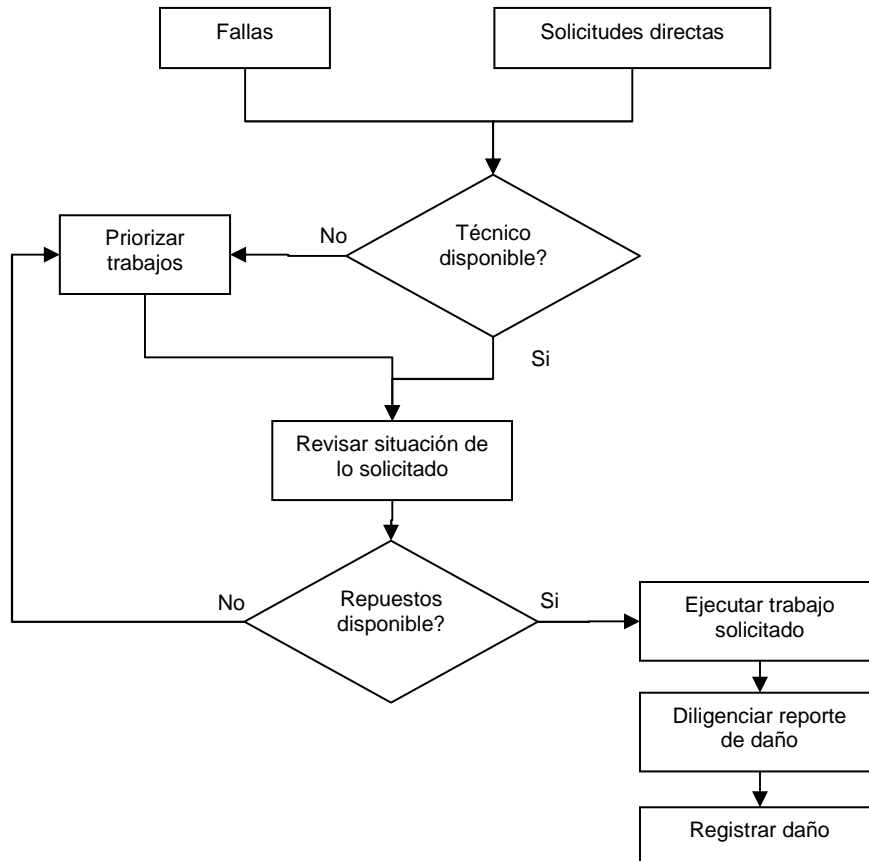 Fallas
Solicitudes directas
Técnico
disponible?
No
Priorizar
trabajos
Si
Revisar situación de
lo solicitado
Repuestos
disponible?
No
Si
Ejecutar trabajo
solicitado
Diligenciar reporte
de daño
Registrar daño